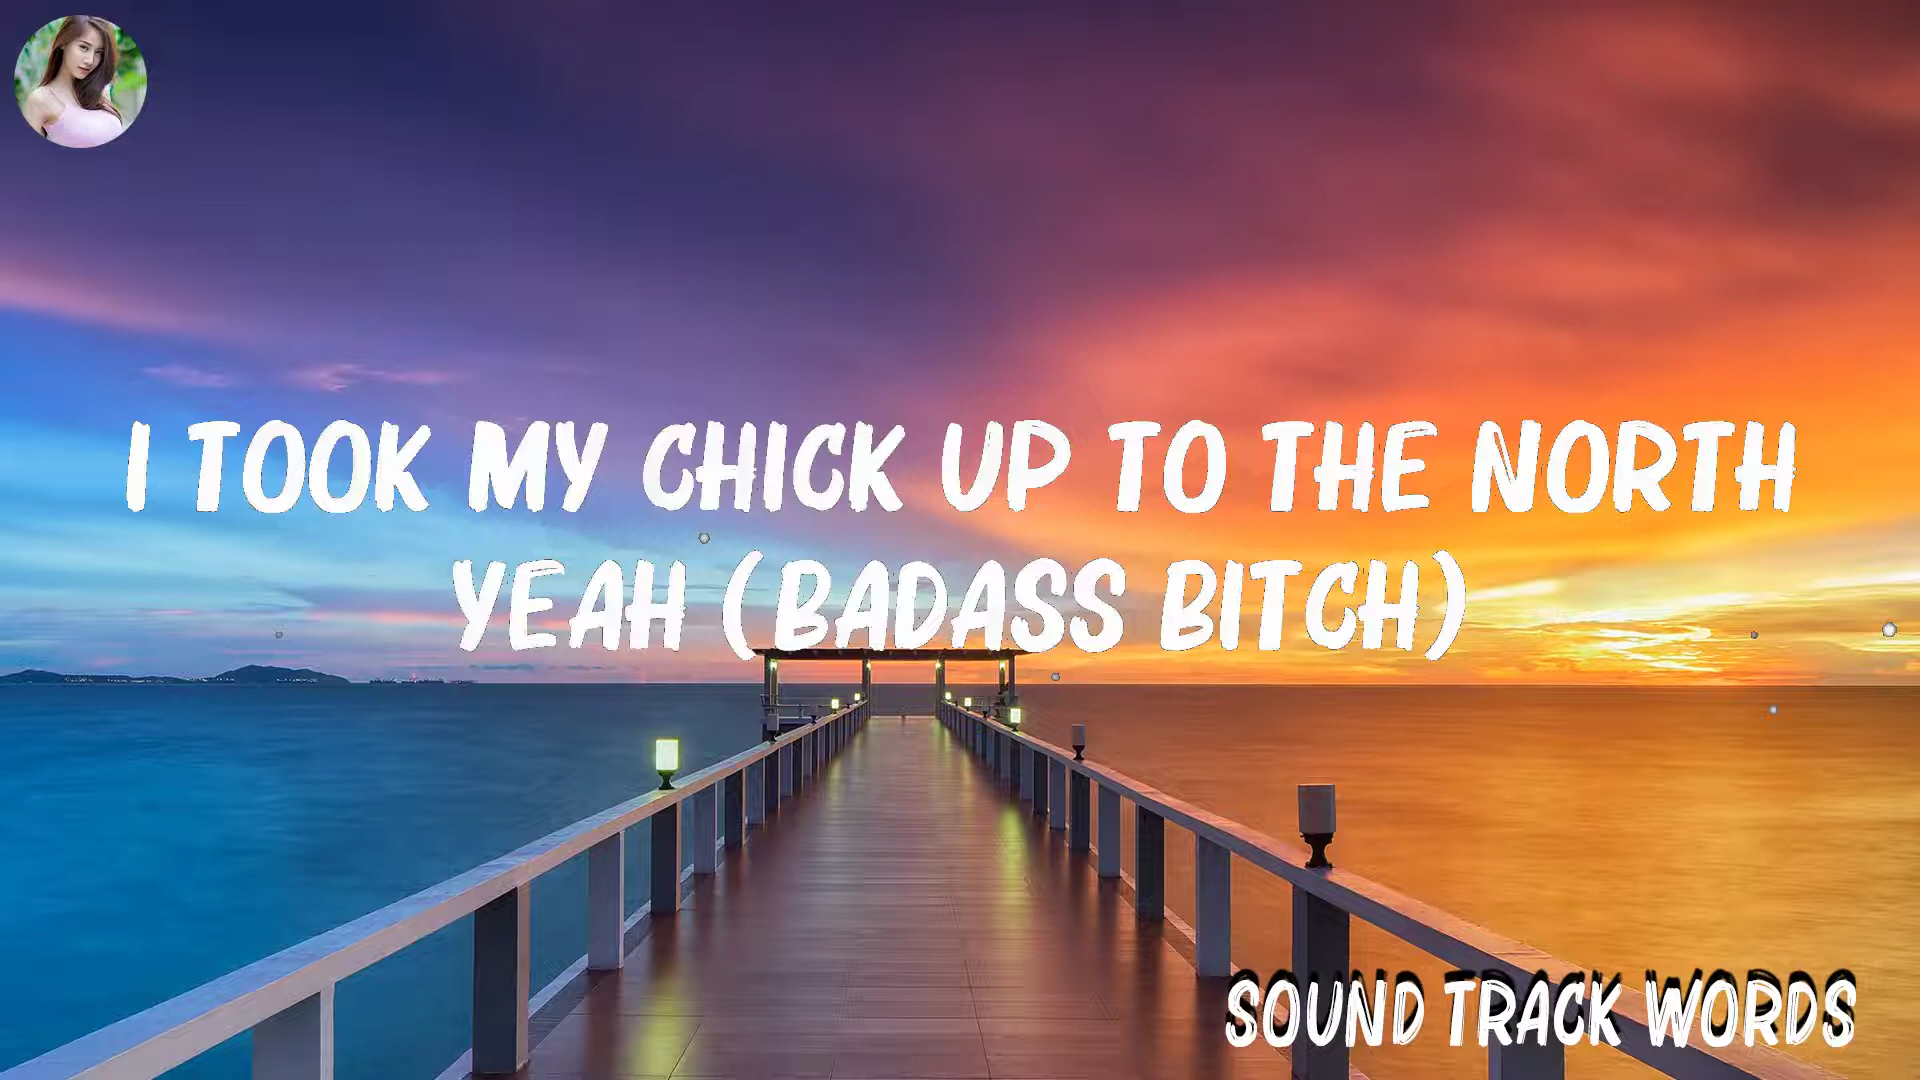 I TOOK MY CHICK UP TO THE NORTH
YEAH (BADASS BITCH)
SOUND TRACK WORDS